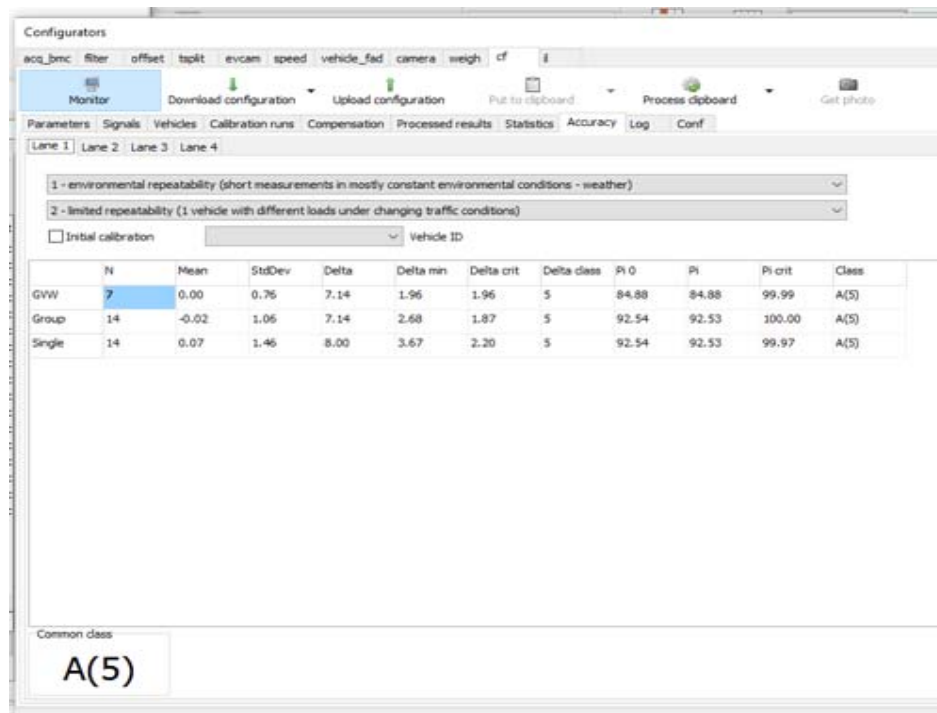 Configurators
acq_bmc filter offset tsplit evcam speed vehicle_fad camera weigh cf il
Monitor Download configuration Upload configuration Put to clipboard Process clipboard Get photo
Parameters Signals Vehicles Calibration runs Compensation Processed results Statistics Accuracy Log Conf
Lane 1 Lane 2 Lane 3 Lane 4
1 - environmental repeatability (short measurements in mostly constant environmental conditions - weather)
2 - limited repeatability (1 vehicle with different loads under changing traffic conditions)
Initial calibration Vehicle ID
N Mean StdDev Delta Delta min Delta crit Delta class Pi 0 Pi Pi crit Class
GVW 7 0.00 0.76 7.14 1.96 1.96 5 84.88 84.88 99.99 A(5)
Group 14 -0.02 1.06 7.14 2.68 1.87 5 92.54 92.53 100.00 A(5)
Single 14 0.07 1.46 8.00 3.67 2.20 5 92.54 92.53 99.97 A(5)
Common class
A(5)